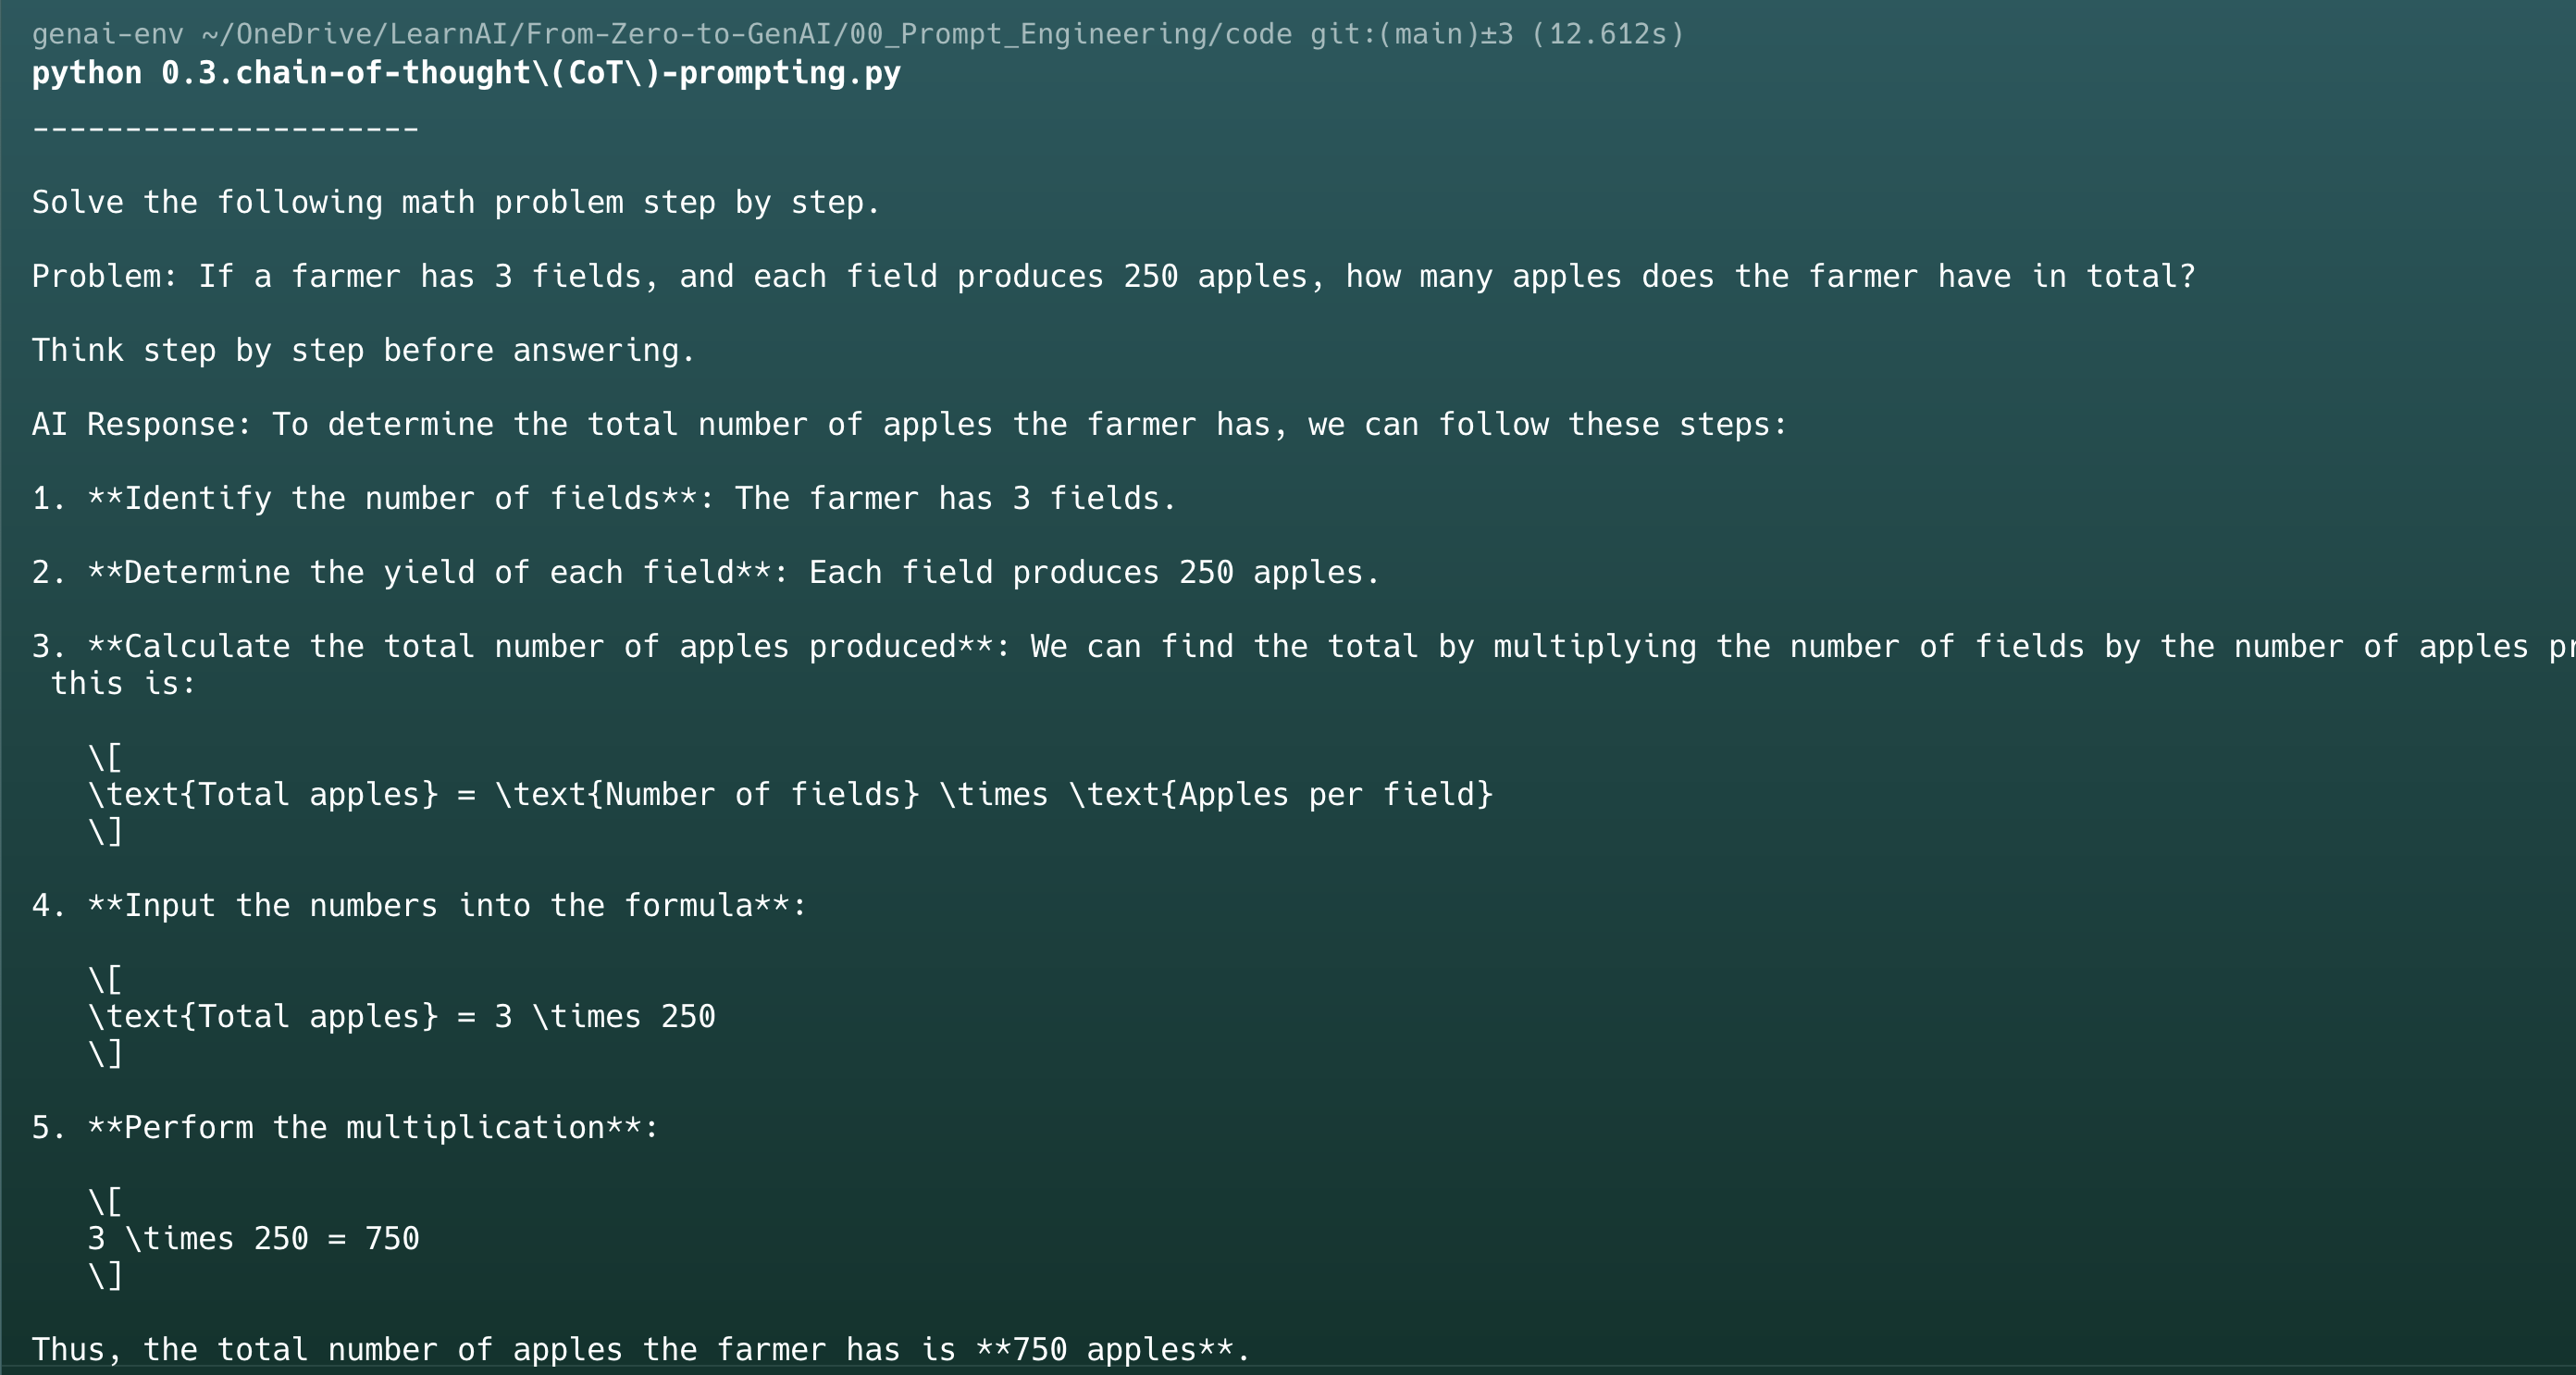 genai-env ~/OneDrive/LearnAI/From-Zero-to-GenAI/00_Prompt_Engineering/code git:(main)±3 (12.612s)
python 0.3.chain-of-thought\(CoT\)-prompting.py
---------------------
Solve the following math problem step by step.
Problem: If a farmer has 3 fields, and each field produces 250 apples, how many apples does the farmer have in total?
Think step by step before answering.
AI Response: To determine the total number of apples the farmer has, we can follow these steps:
1. **Identify the number of fields**: The farmer has 3 fields.
2. **Determine the yield of each field**: Each field produces 250 apples.
3. **Calculate the total number of apples produced**: We can find the total by multiplying the number of fields by the number of apples
this is:
\[
\text{Total apples} = \text{Number of fields} \times \text{Apples per field}
\]
4. **Input the numbers into the formula**:
\[
\text{Total apples} = 3 \times 250
\]
5. **Perform the multiplication**:
\[
3 \times 250 = 750
\]
Thus, the total number of apples the farmer has is **750 apples**.